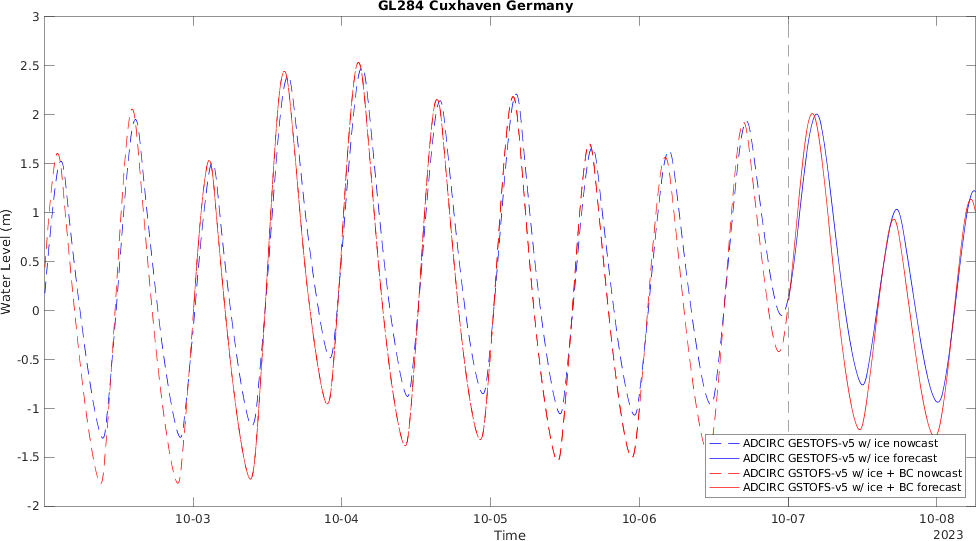 GL284 Cuxhaven Germany
3
2.5
2
1.5
1
0.5
0
-0.5
-1
-1.5
-2
Water Level (m)
10-03 10-04 10-05 10-06 10-07 10-08
Time
2023
ADCIRC GESTOFS-v5 w/ ice nowcast
ADCIRC GESTOFS-v5 w/ ice forecast
ADCIRC GSTOFS-v5 w/ ice + BC nowcast
ADCIRC GSTOFS-v5 w/ ice + BC forecast